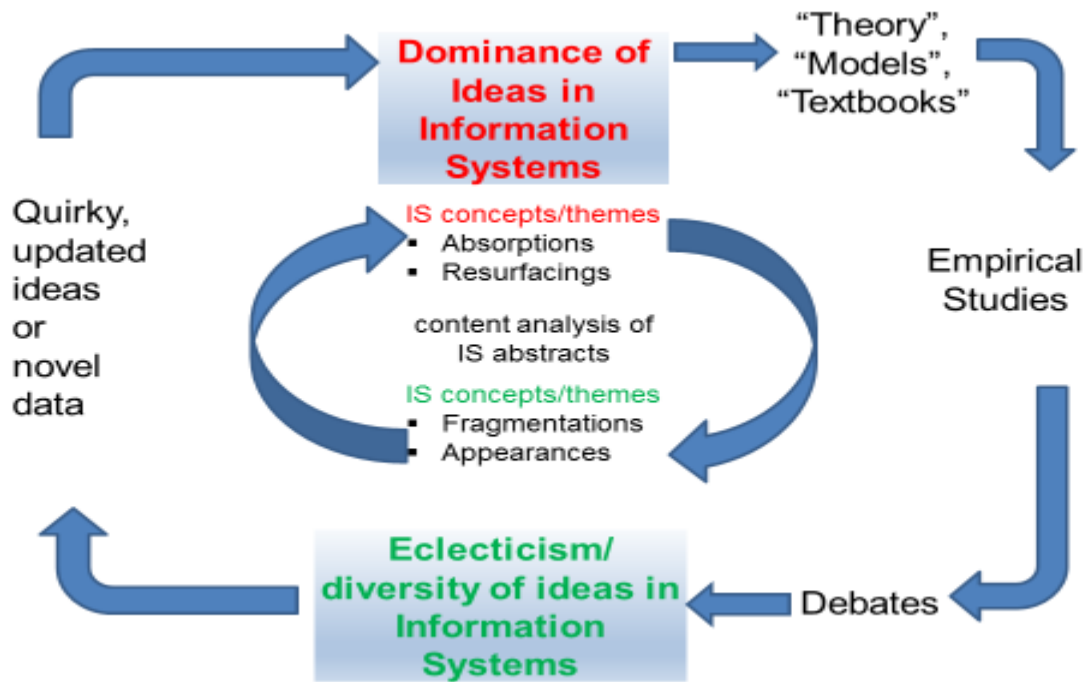 Dominance of
Ideas in
Information
Systems
“Theory”,
“Models”,
“Textbooks”
Empirical
Studies
Debates
Eclecticism/
diversity of ideas in
Information
Systems
Quirky,
updated
ideas
or
novel
data
IS concepts/themes
▪ Absorptions
▪ Resurfacings
content analysis of
IS abstracts
IS concepts/themes
▪ Fragmentations
▪ Appearances